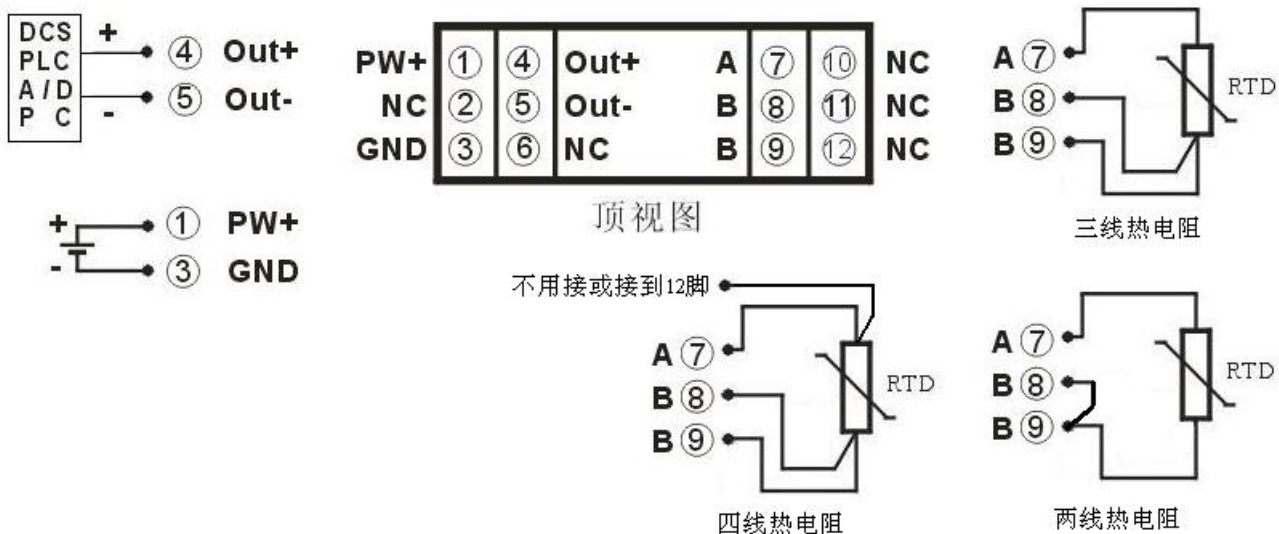 DCS
PLC
A/D
P C
+
-
④ Out+
⑤ Out-
+
-
① PW+
③ GND
PW+ ① ④ Out+ A ⑦ ⑩ NC
NC ② ⑤ Out- B ⑧ ⑪ NC
GND ③ ⑥ NC B ⑨ ⑫ NC
顶视图
A ⑦
B ⑧
B ⑨
RTD
三线热电阻
不用接或接到12脚
A ⑦
B ⑧
B ⑨
RTD
四线热电阻
A ⑦
B ⑧
B ⑨
RTD
两线热电阻